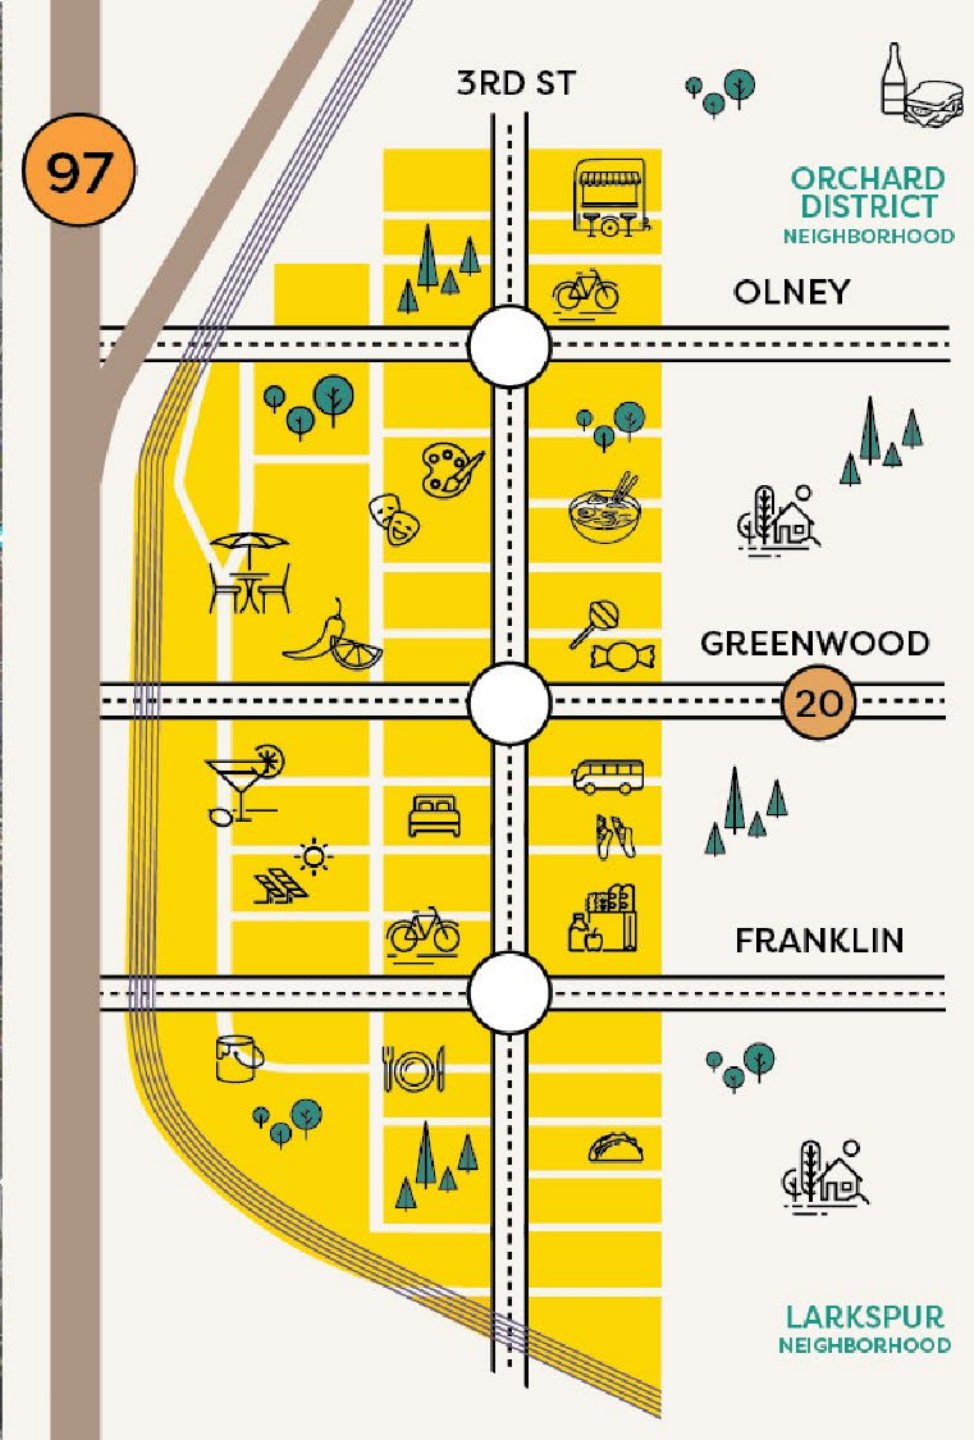 3RD ST
97
ORCHARD
DISTRICT
NEIGHBORHOOD
OLNEY
GREENWOOD
20
FRANKLIN
LARKSPUR
NEIGHBORHOOD